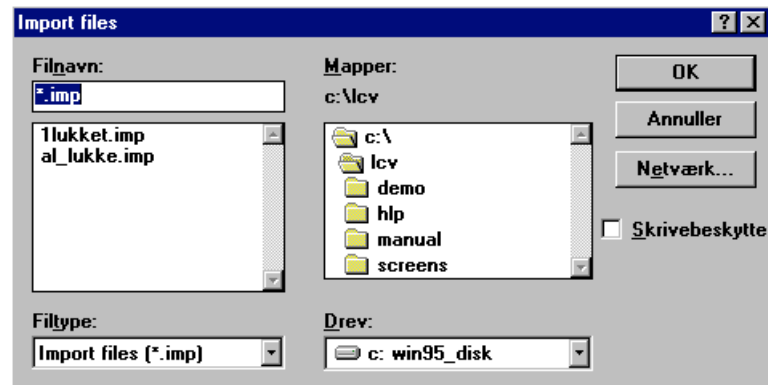 Import files
Filnavn:
*.imp
1lukket.imp
al_lukke.imp
Filtype:
Import files (*.imp)
Mapper:
c:\lcv
c:\
lcv
demo
hlp
manual
screens
Drev:
c: win95_disk
OK
Annuller
Netværk...
Skrivebeskytte